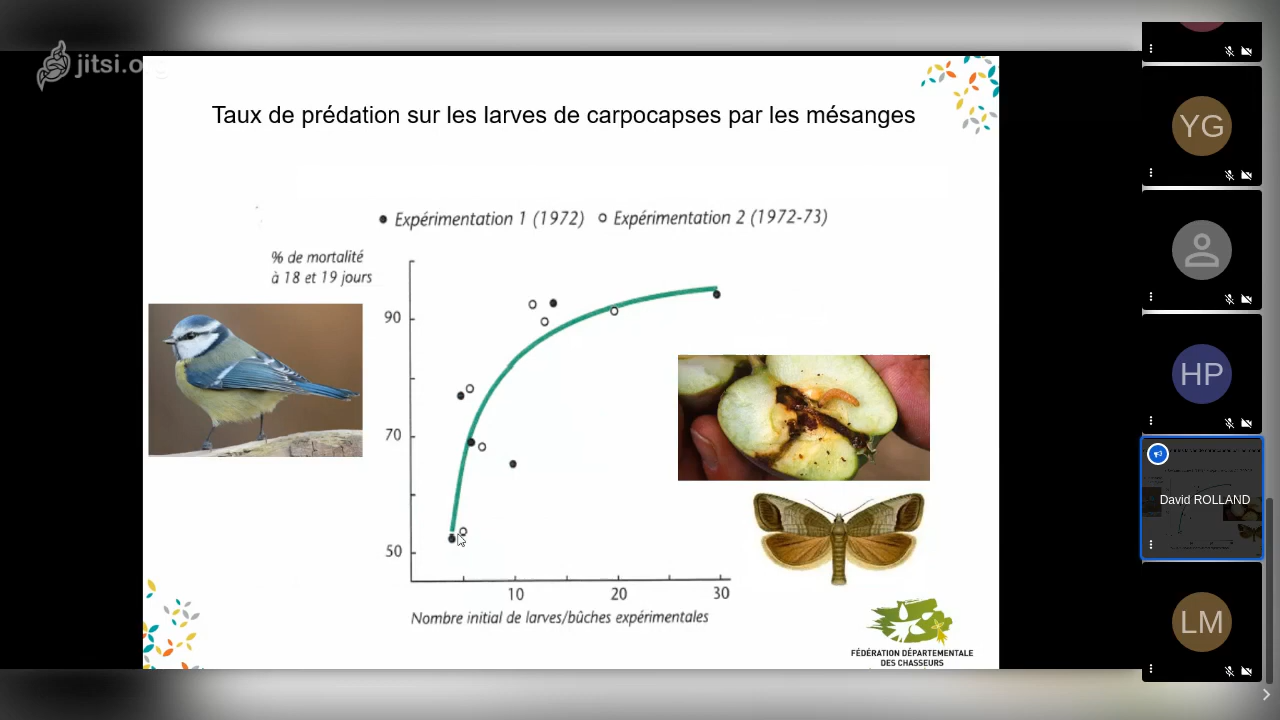 jitsi.org
Taux de prédation sur les larves de carpocapses par les mésanges
Expérimentation 1 (1972) Expérimentation 2 (1972-73)
% de mortalité
à 18 et 19 jours
90
70
50
10 20 30
Nombre initial de larves/bûches expérimentales
FÉDÉRATION DÉPARTEMENTALE
DES CHASSEURS
YG
HP
David ROLLAND
LM